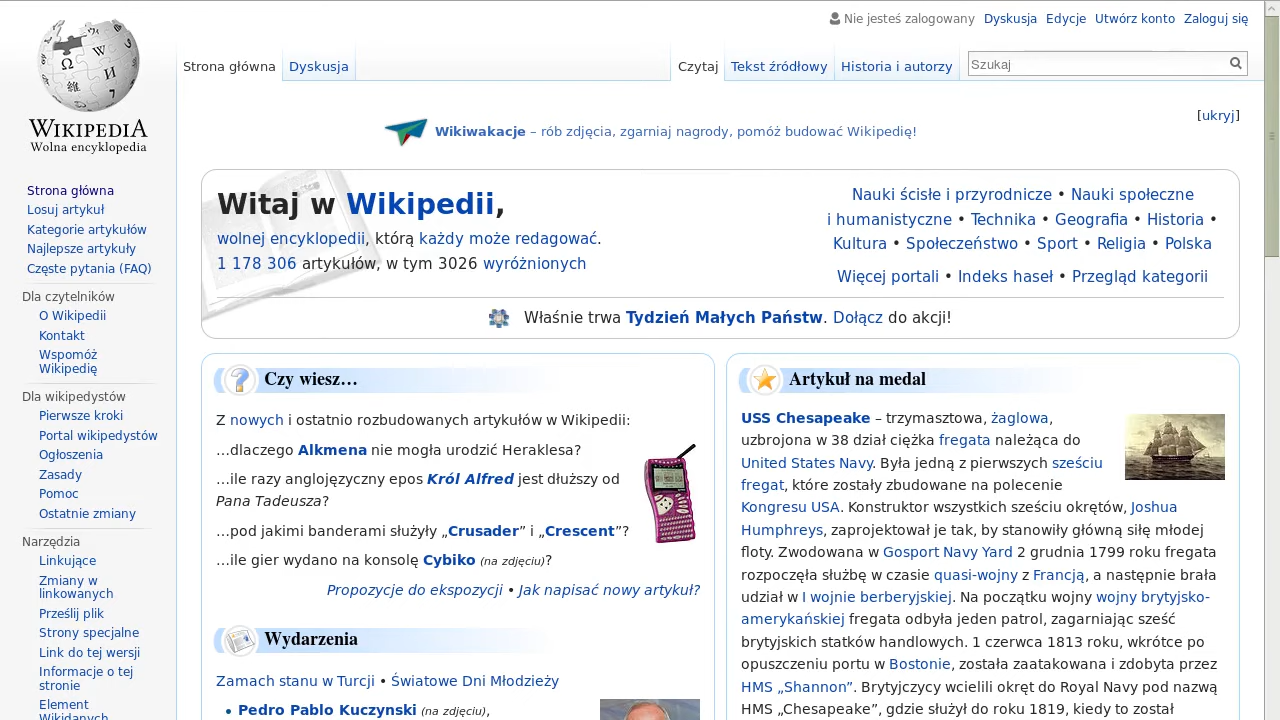 Nie jesteś zalogowany Dyskusja Edycje Utwórz konto Zaloguj się
Strona główna Dyskusja Czytaj Tekst źródłowy Historia i autorzy Szukaj
WIKIPEDIA
Wolna encyklopedia
Strona główna
Losuj artykuł
Kategorie artykułów
Najlepsze artykuły
Częste pytania (FAQ)
Dla czytelników
O Wikipedii
Kontakt
Wspomóż
Wikipedię
Dla wikipedystów
Pierwsze kroki
Portal wikipedystów
Ogłoszenia
Zasady
Pomoc
Ostatnie zmiany
Narzędzia
Linkujące
Zmiany w
linkowanych
Prześlij plik
Strony specjalne
Link do tej wersji
Informacje o tej
stronie
Element
Wikidanych
[ukryj]
Wikiwakacje – rób zdjęcia, zgarniaj nagrody, pomóż budować Wikipedię!
Witaj w Wikipedii,
wolnej encyklopedii, którą każdy może redagować.
1 178 306 artykułów, w tym 3026 wyróżnionych
Nauki ścisłe i przyrodnicze • Nauki społeczne
i humanistyczne • Technika • Geografia • Historia •
Kultura • Społeczeństwo • Sport • Religia • Polska
Więcej portali • Indeks haseł • Przegląd kategorii
Właśnie trwa Tydzień Małych Państw. Dołącz do akcji!
Czy wiesz…
Z nowych i ostatnio rozbudowanych artykułów w Wikipedii:
…dlaczego Alkmena nie mogła urodzić Heraklesa?
…ile razy anglojęzyczny epos Król Alfred jest dłuższy od
Pana Tadeusza?
…pod jakimi banderami służyły „Crusader” i „Crescent”?
…ile gier wydano na konsolę Cybiko (na zdjęciu)?
Propozycje do ekspozycji • Jak napisać nowy artykuł?
Wydarzenia
Zamach stanu w Turcji • Światowe Dni Młodzieży
• Pedro Pablo Kuczynski (na zdjęciu),
Artykuł na medal
USS Chesapeake – trzymasztowa, żaglowa,
uzbrojona w 38 dział ciężka fregata należąca do
United States Navy. Była jedną z pierwszych sześciu
fregat, które zostały zbudowane na polecenie
Kongresu USA. Konstruktor wszystkich sześciu okrętów, Joshua
Humphreys, zaprojektował je tak, by stanowiły główną siłę młodej
floty. Zwodowana w Gosport Navy Yard 2 grudnia 1799 roku fregata
rozpoczęła służbę w czasie quasi-wojny z Francją, a następnie brała
udział w I wojnie berberyjskiej. Na początku wojny wojny brytyjsko-
amerykańskiej fregata odbyła jeden patrol, zagarniając sześć
brytyjskich statków handlowych. 1 czerwca 1813 roku, wkrótce po
opuszczeniu portu w Bostonie, została zaatakowana i zdobyta przez
HMS „Shannon”. Brytyjczycy wcielili okręt do Royal Navy pod nazwą
HMS „Chesapeake”, gdzie służył do roku 1819, kiedy to został